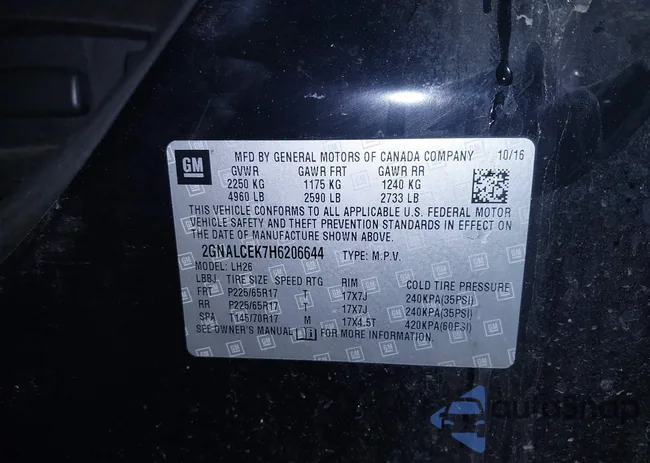 GM
MFD BY GENERAL MOTORS OF CANADA COMPANY 10/16
GVWR GAWR FRT GAWR RR
2250 KG 1175 KG 1240 KG
4960 LB 2590 LB 2733 LB
THIS VEHICLE CONFORMS TO ALL APPLICABLE U.S. FEDERAL MOTOR
VEHICLE SAFETY AND THEFT PREVENTION STANDARDS IN EFFECT ON
THE DATE OF MANUFACTURE SHOWN ABOVE.
2GNALCEK7H6206644 TYPE: M.P.V.
MODEL: LH26
LBBJ TIRE SIZE SPEED RTG RIM COLD TIRE PRESSURE
FRT P225/65R17 T 17X7J 240KPA(35PSI)
RR P225/65R17 T 17X7J 240KPA(35PSI)
SPA T145/70R17 M 17X4.5T 420KPA(60PSI)
SEE OWNER'S MANUAL FOR MORE INFORMATION.
autosnap